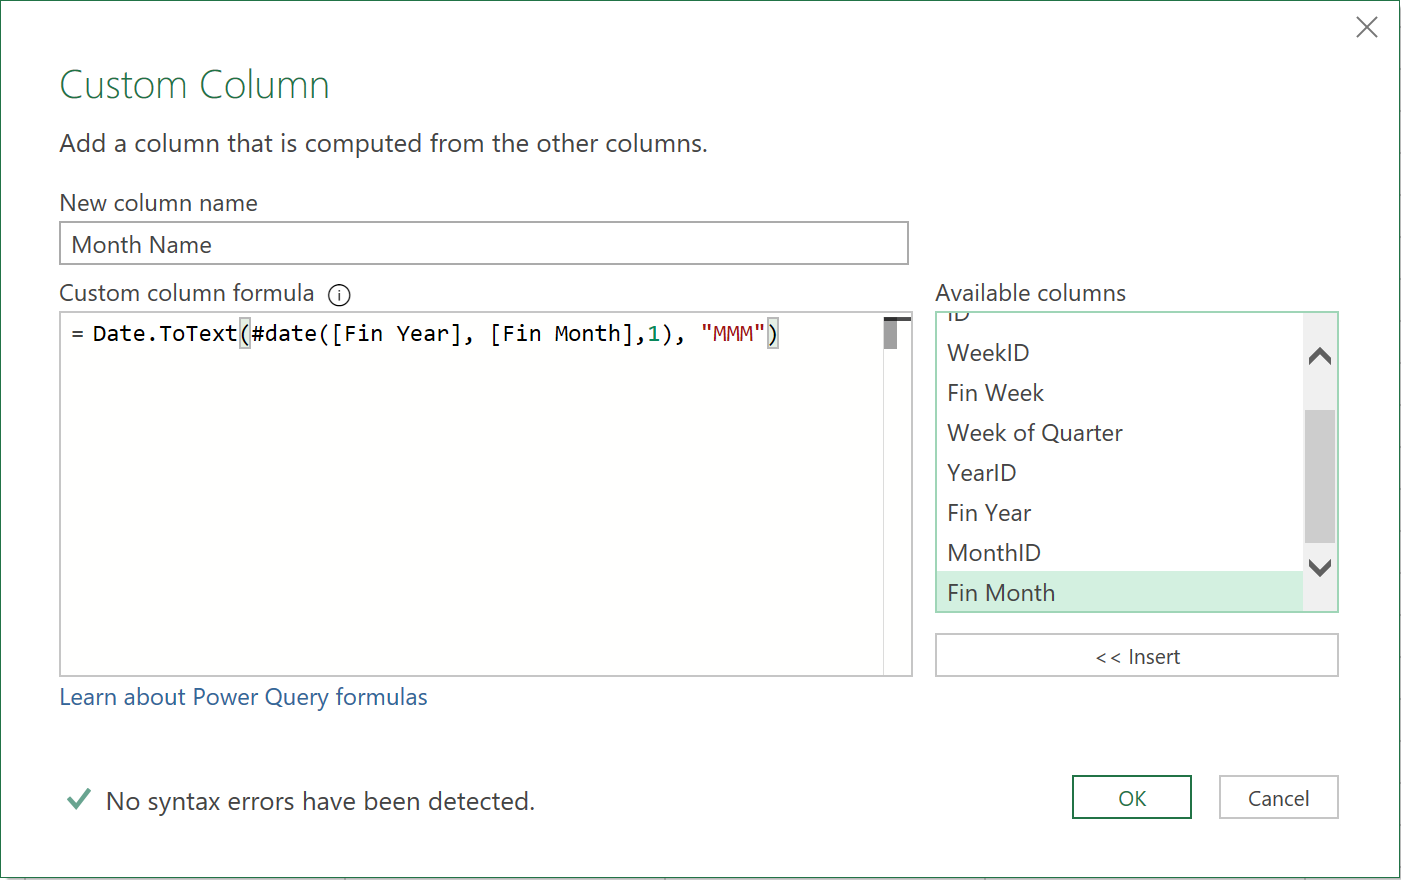 Custom Column
Add a column that is computed from the other columns.
New column name
Month Name
Custom column formula
Available columns
= Date.ToText(#date([Fin Year], [Fin Month],1), "MMM")
ID
WeekID
Fin Week
Week of Quarter
YearID
Fin Year
MonthID
Fin Month
<< Insert
Learn about Power Query formulas
No syntax errors have been detected.
OK
Cancel